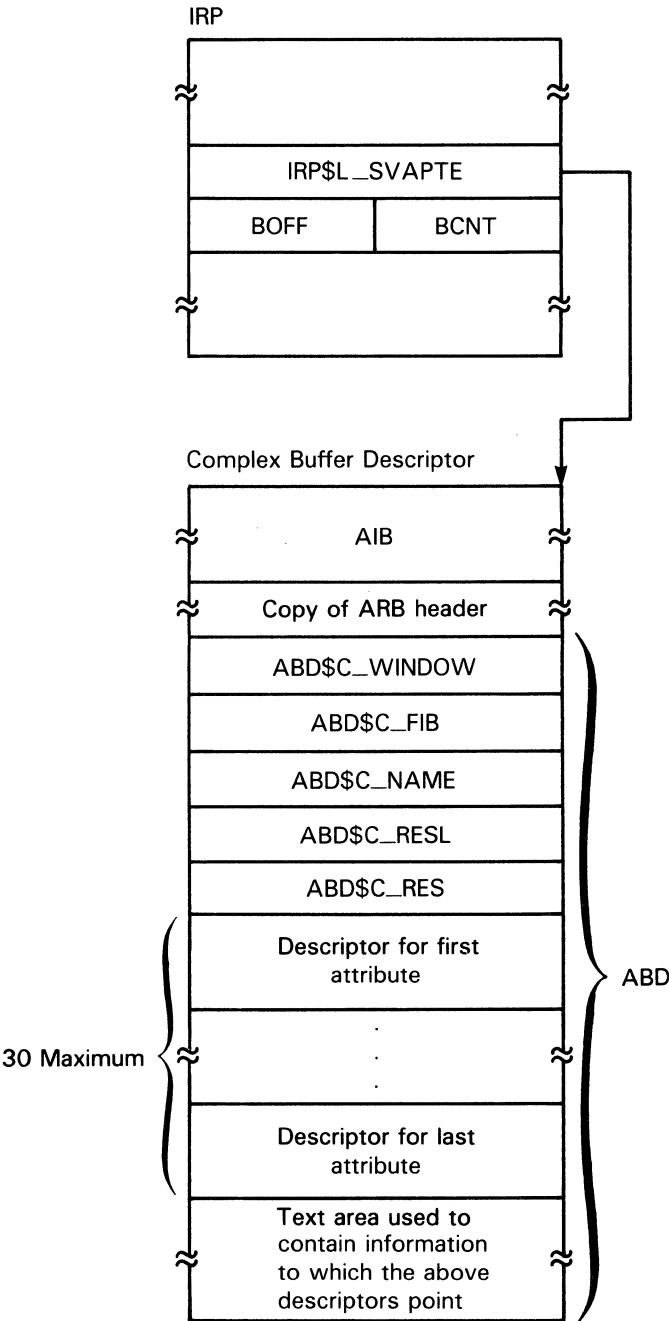 IRP
IRP$L_SVAPTE
BOFF
BCNT
Complex Buffer Descriptor
AIB
Copy of ARB header
ABD$C_WINDOW
ABD$C_FIB
ABD$C_NAME
ABD$C_RESL
ABD$C_RES
Descriptor for first
attribute
ABD
30 Maximum
Descriptor for last
attribute
Text area used to
contain information
to which the above
descriptors point